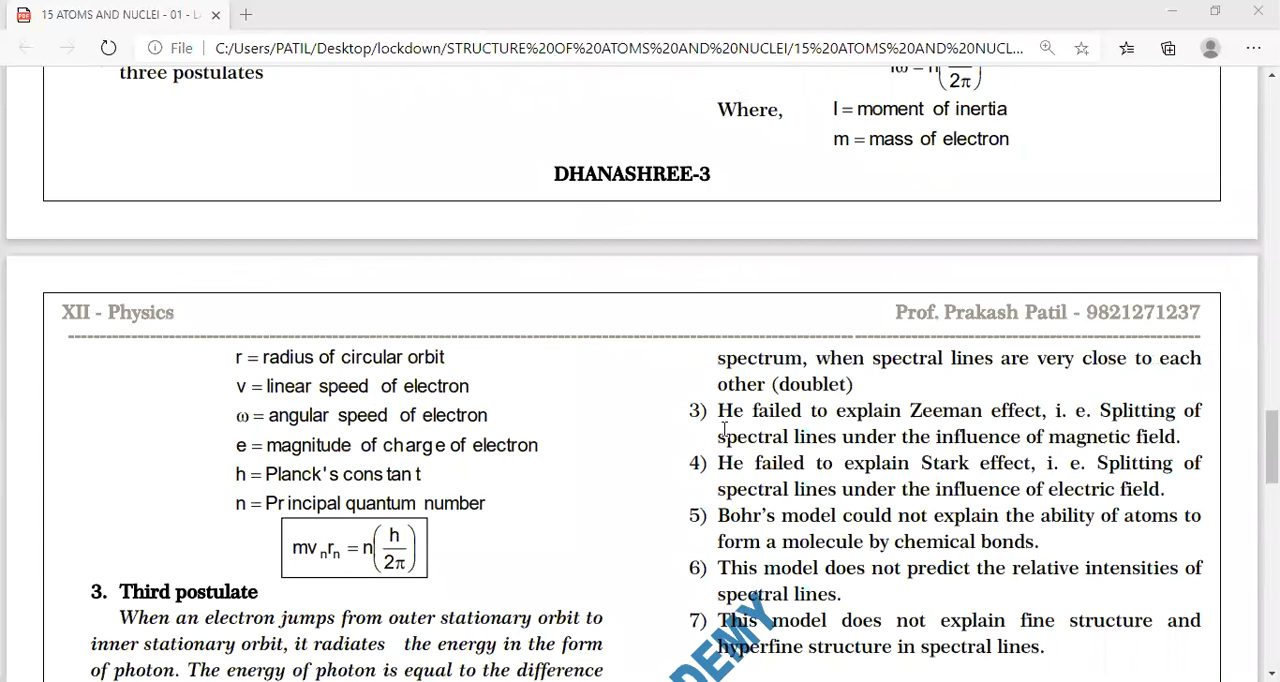 15 ATOMS AND NUCLEI - 01 - L
File
C:/Users/PATIL/Desktop/lockdown/STRUCTURE%20OF%20ATOMS%20AND%20NUCLEI/15%20ATOMS%20AND%20NUCL...
three postulates
Iω = n(
2π)
Where,
I = moment of inertia
m = mass of electron
DHANASHREE-3
XII - Physics
Prof. Prakash Patil - 9821271237
r = radius of circular orbit
v = linear speed of electron
ω = angular speed of electron
e = magnitude of charge of electron
h = Planck's cons tan t
n = Pr incipal quantum number
mvₙrₙ = n(h/2π)
3. Third postulate
When an electron jumps from outer stationary orbit to
inner stationary orbit, it radiates the energy in the form
of photon. The energy of photon is equal to the difference
spectrum, when spectral lines are very close to each
other (doublet)
3) He failed to explain Zeeman effect, i. e. Splitting of
spectral lines under the influence of magnetic field.
4) He failed to explain Stark effect, i. e. Splitting of
spectral lines under the influence of electric field.
5) Bohr's model could not explain the ability of atoms to
form a molecule by chemical bonds.
6) This model does not predict the relative intensities of
spectral lines.
7) This model does not explain fine structure and
hyperfine structure in spectral lines.
DEMY